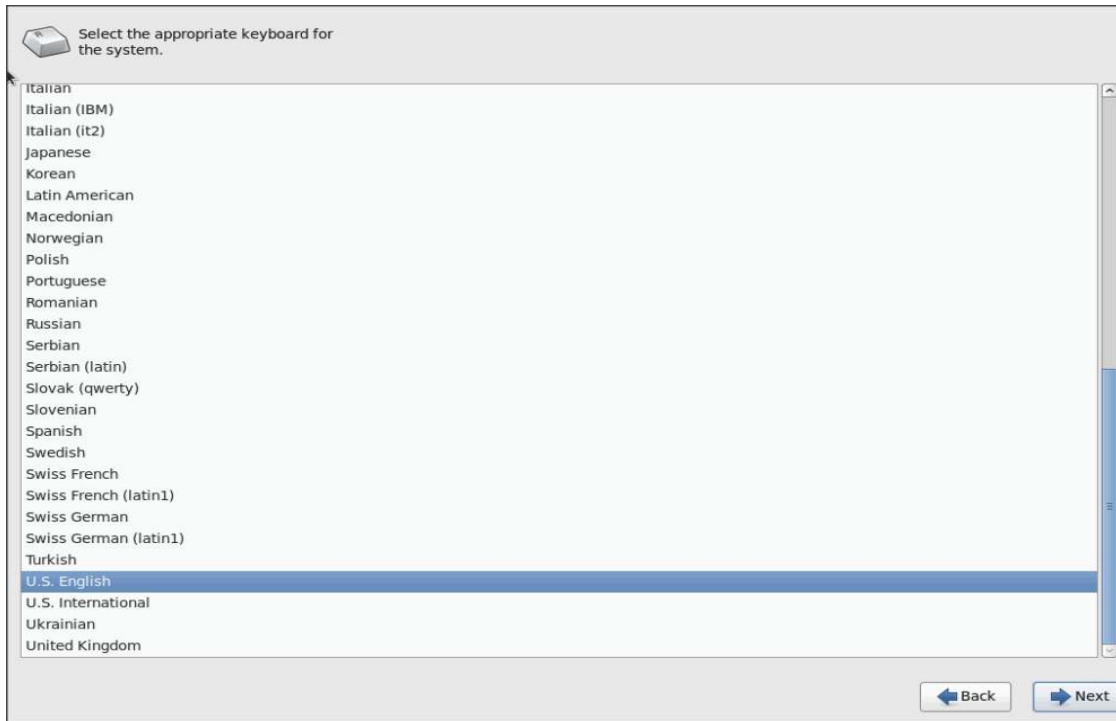 Select the appropriate keyboard for
the system.
Italian
Italian (IBM)
Italian (it2)
Japanese
Korean
Latin American
Macedonian
Norwegian
Polish
Portuguese
Romanian
Russian
Serbian
Serbian (latin)
Slovak (qwerty)
Slovenian
Spanish
Swedish
Swiss French
Swiss French (latin1)
Swiss German
Swiss German (latin1)
Turkish
U.S. English
U.S. International
Ukrainian
United Kingdom
Back
Next